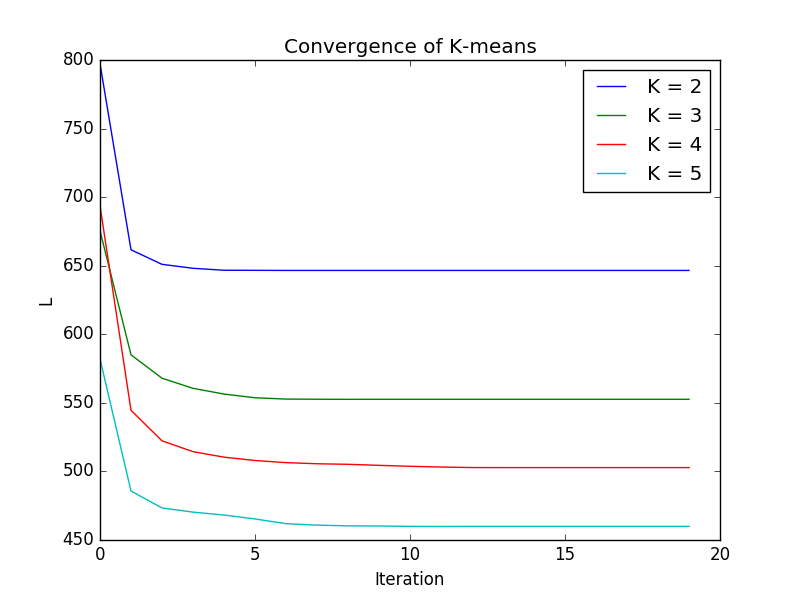 Convergence of K-means
800
750
700
650
600
550
500
450
L
K = 2
K = 3
K = 4
K = 5
0 5 10 15 20
Iteration